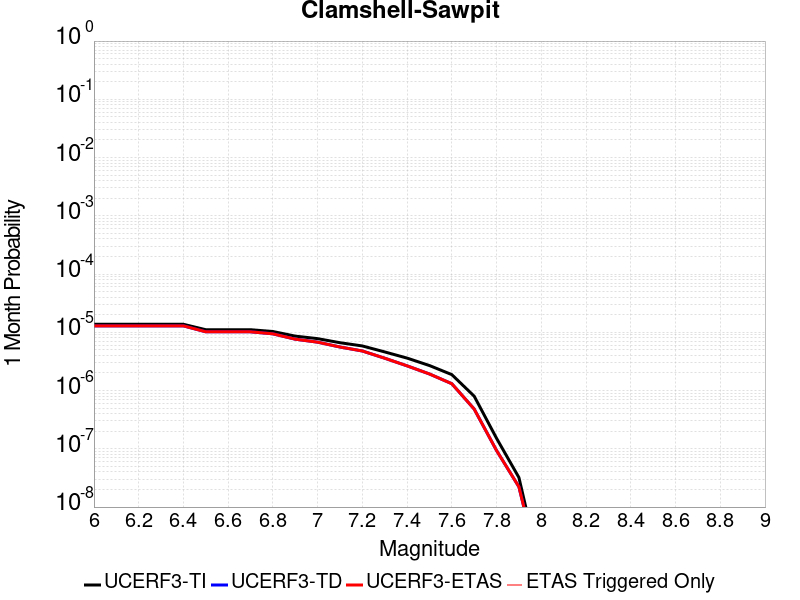 Clamshell-Sawpit
10^0
10^-1
10^-2
10^-3
10^-4
10^-5
10^-6
10^-7
10^-8
1 Month Probability
6 6.2 6.4 6.6 6.8 7 7.2 7.4 7.6 7.8 8 8.2 8.4 8.6 8.8 9
Magnitude
UCERF3-TI UCERF3-TD UCERF3-ETAS ETAS Triggered Only